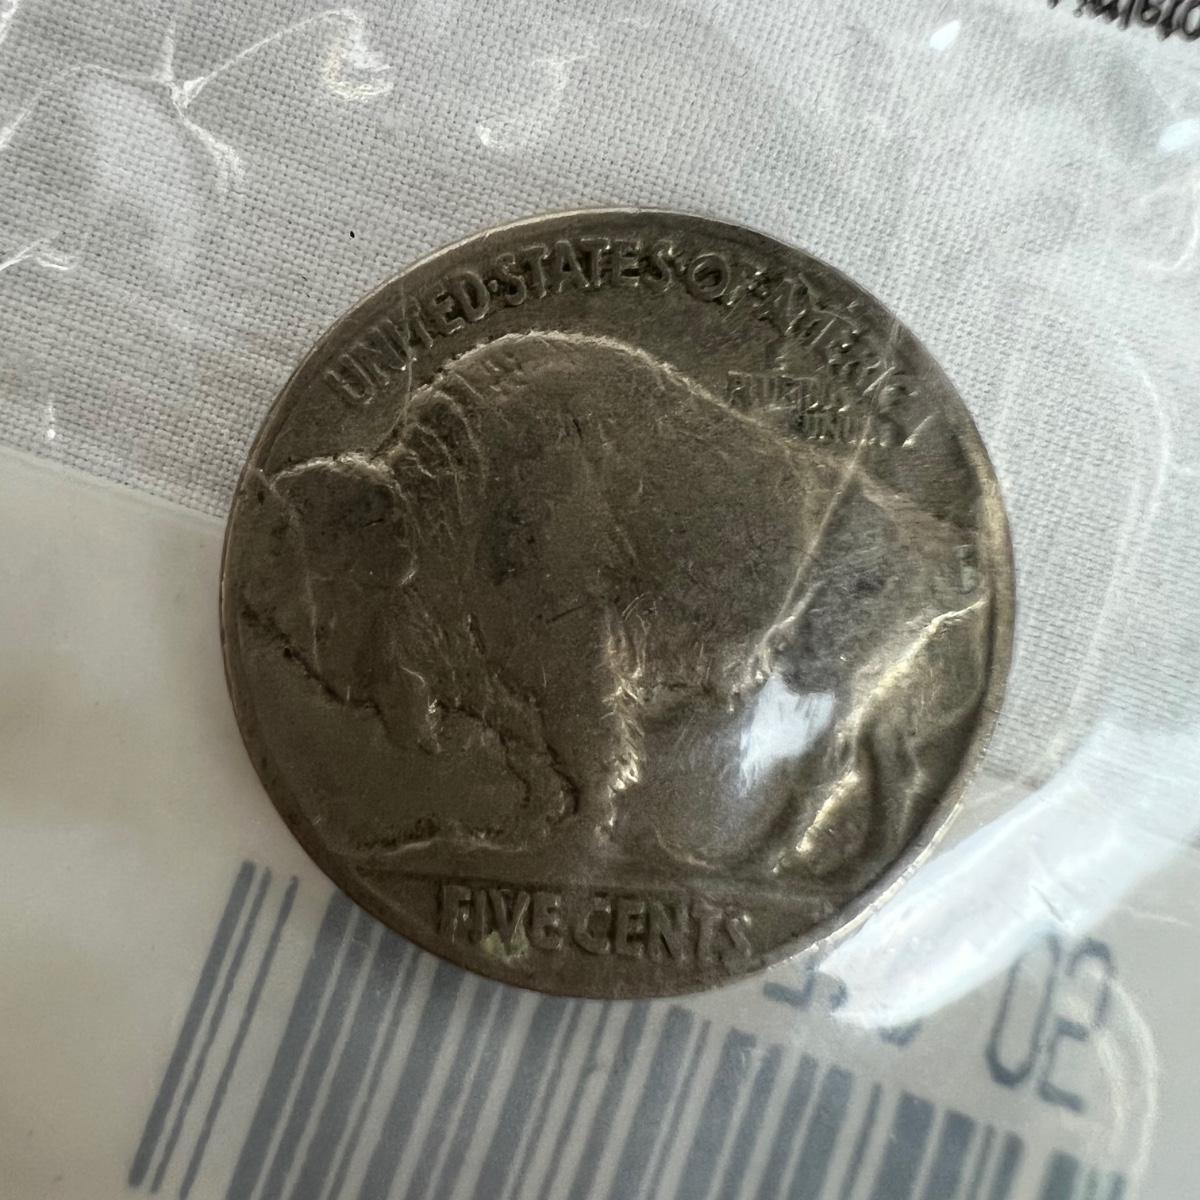 UNITED·STATES·OF·AMERICA
PLURIBUS
UNUM
FIVE CENTS